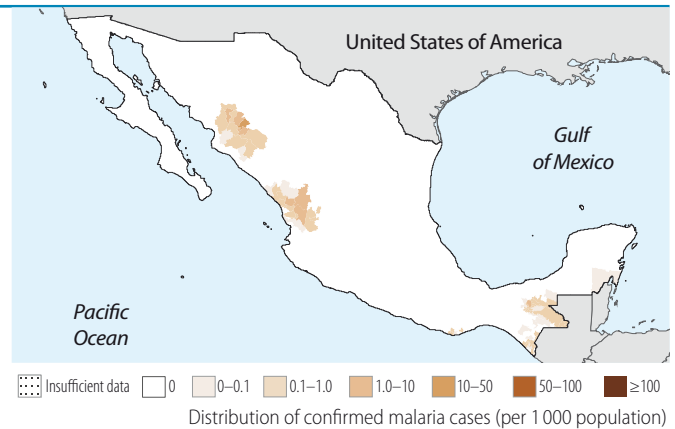 United States of America
Gulf
of Mexico
Pacific
Ocean
Insufficient data 0 0–0.1 0.1–1.0 1.0–10 10–50 50–100 ≥100
Distribution of confirmed malaria cases (per 1 000 population)